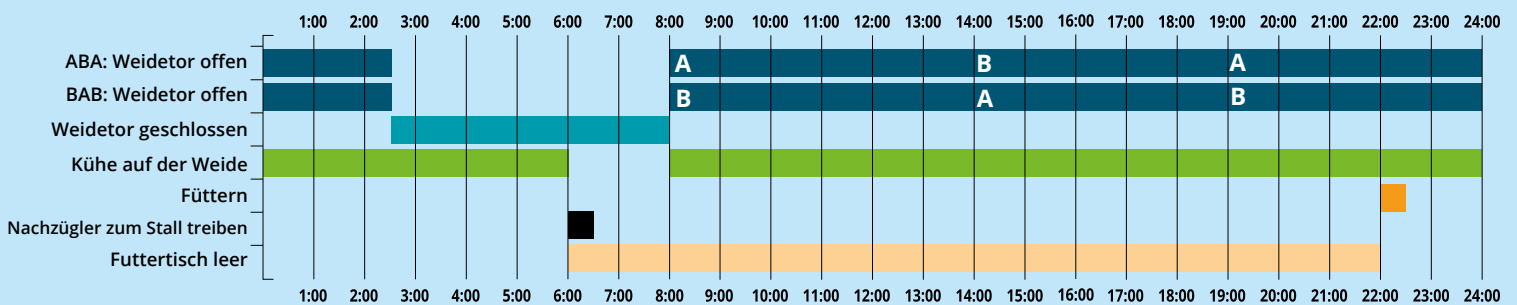 1:00 2:00 3:00 4:00 5:00 6:00 7:00 8:00 9:00 10:00 11:00 12:00 13:00 14:00 15:00 16:00 17:00 18:00 19:00 20:00 21:00 22:00 23:00 24:00
ABA: Weidetor offen A B A
BAB: Weidetor offen B A B
Weidetor geschlossen
Kühe auf der Weide
Füttern
Nachzügler zum Stall treiben
Futtertisch leer
1:00 2:00 3:00 4:00 5:00 6:00 7:00 8:00 9:00 10:00 11:00 12:00 13:00 14:00 15:00 16:00 17:00 18:00 19:00 20:00 21:00 22:00 23:00 24:00